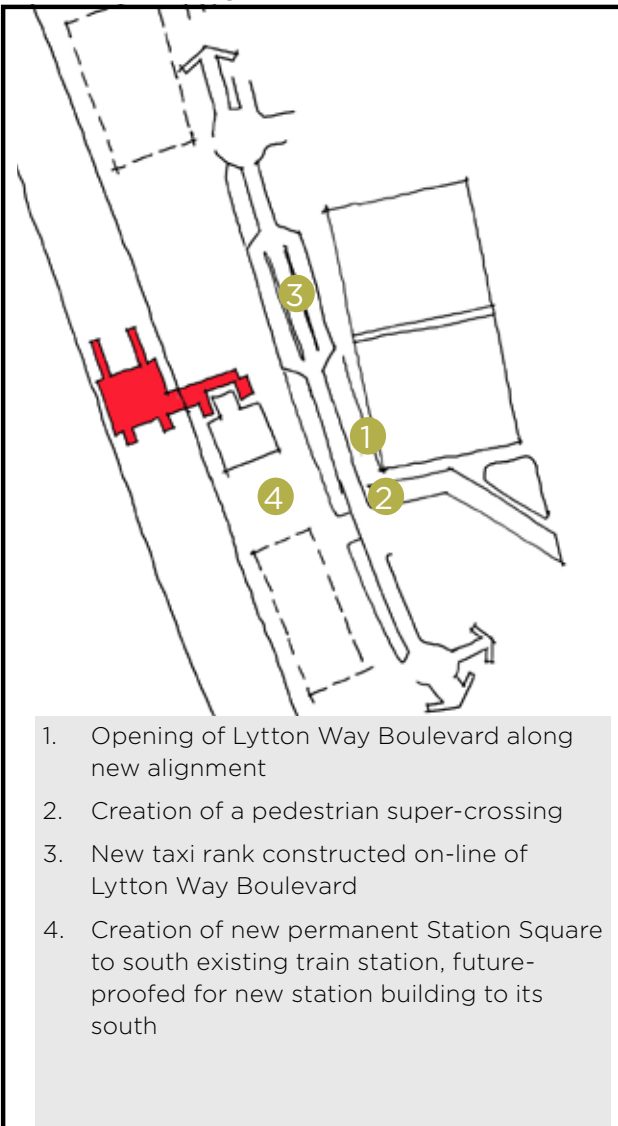 3
1
2
4
1. Opening of Lytton Way Boulevard along
new alignment
2. Creation of a pedestrian super-crossing
3. New taxi rank constructed on-line of
Lytton Way Boulevard
4. Creation of new permanent Station Square
to south existing train station, future-
proofed for new station building to its
south